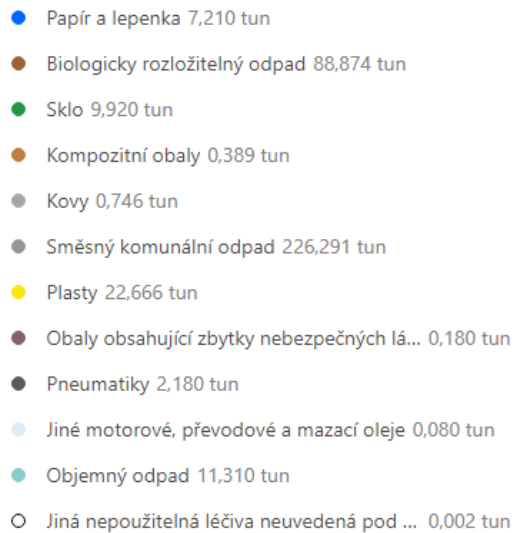 Papír a lepenka 7,210 tun
Biologicky rozložitelný odpad 88,874 tun
Sklo 9,920 tun
Kompozitní obaly 0,389 tun
Kovy 0,746 tun
Směsný komunální odpad 226,291 tun
Plasty 22,666 tun
Obaly obsahující zbytky nebezpečných lá... 0,180 tun
Pneumatiky 2,180 tun
Jiné motorové, převodové a mazací oleje 0,080 tun
Objemný odpad 11,310 tun
Jiná nepoužitelná léčiva neuvedená pod ... 0,002 tun